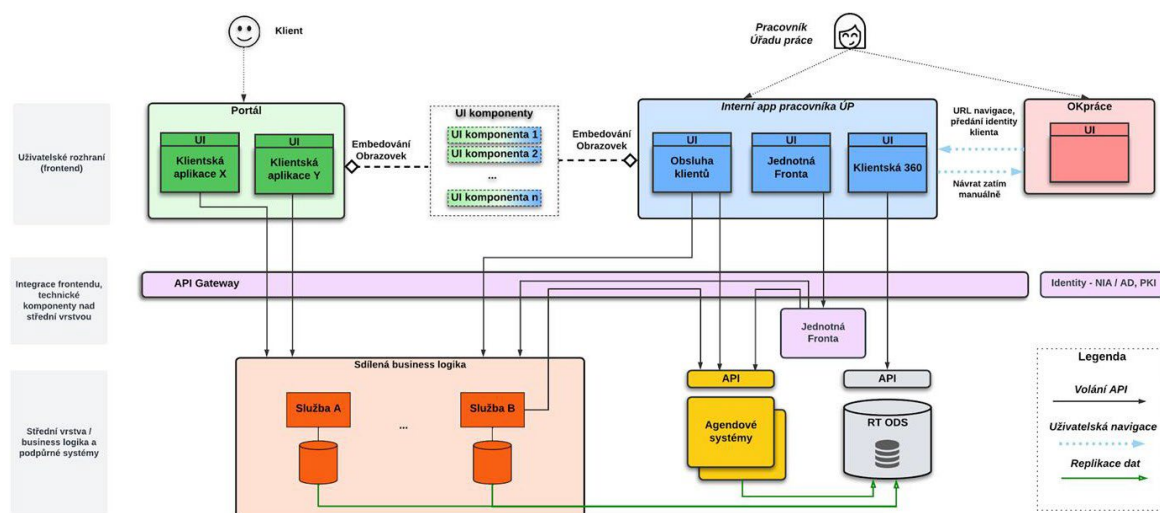 Klient
Pracovník
Úřadu práce
Uživatelské rozhraní
(frontend)
Portál
UI
Klientská
aplikace X
UI
Klientská
aplikace Y
Embedování
Obrazovek
UI komponenty
UI komponenta 1
UI komponenta 2
...
UI komponenta n
Embedování
Obrazovek
Interní app pracovníka ÚP
UI
Obsluha
klientů
UI
Jednotná
Fronta
UI
Klientská 360
URL navigace,
předání identity
klienta
Návrat zatím
manuálně
OKpráce
UI
Integrace frontendu,
technické
komponenty nad
střední vrstvou
API Gateway
Identity - NIA / AD, PKI
Jednotná
Fronta
Střední vrstva /
business logika a
podpůrné systémy
Sdílená business logika
Služba A
...
Služba B
API
Agendové
systémy
API
RT ODS
Legenda
Volání API
Uživatelská navigace
Replikace dat